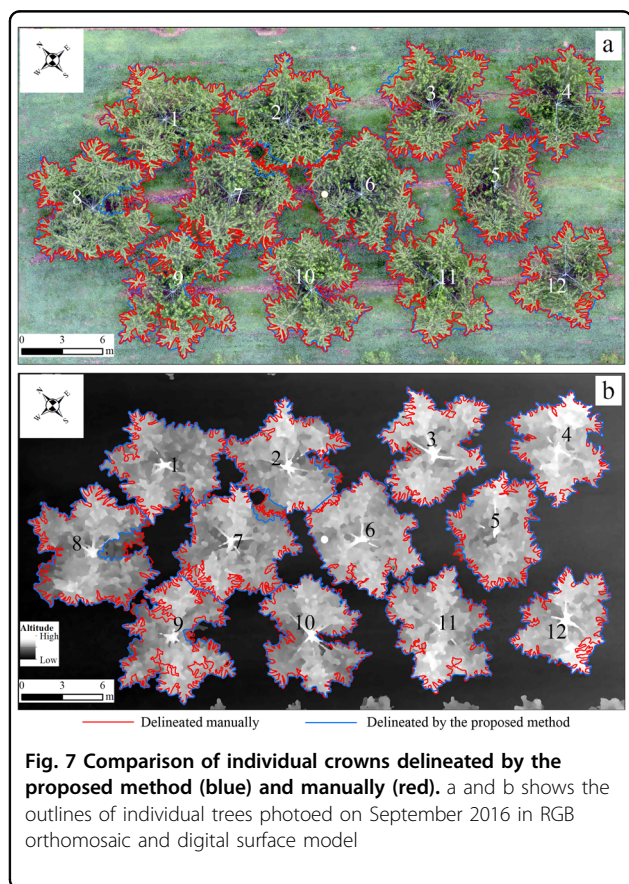 a
N
E
W
S
1
2
3
4
5
6
7
8
9
10
11
12
0 3 6
m
b
N
E
W
S
1
2
3
4
5
6
7
8
9
10
11
12
Altitude
High
Low
0 3 6
m
Delineated manually Delineated by the proposed method
Fig. 7 Comparison of individual crowns delineated by the
proposed method (blue) and manually (red). a and b shows the
outlines of individual trees photoed on September 2016 in RGB
orthomosaic and digital surface model